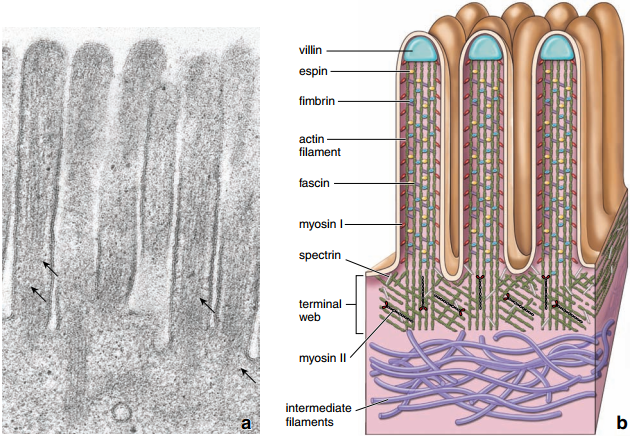 villin
espin
fimbrin
actin
filament
fascin
myosin I
spectrin
terminal
web
myosin II
intermediate
filaments
a
b